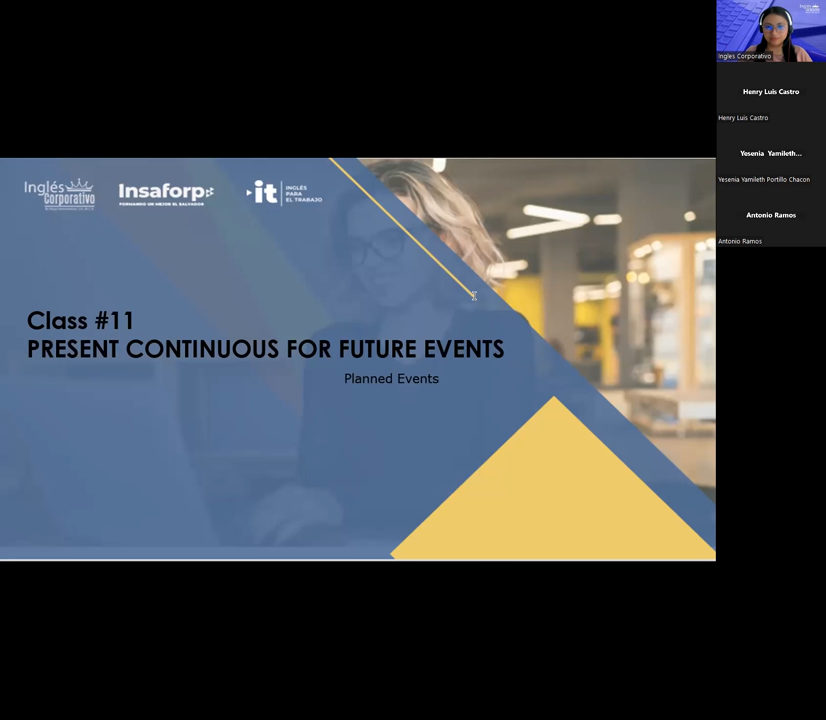 Inglés
Corporativo
Insaforp
FORMANDO UN MEJOR EL SALVADOR
it
INGLÉS
PARA
EL TRABAJO
Class #11
PRESENT CONTINUOUS FOR FUTURE EVENTS
Planned Events
Ingles Corporativo
Henry Luis Castro
Henry Luis Castro
Yesenia Yamileth...
Yesenia Yamileth Portillo Chacon
Antonio Ramos
Antonio Ramos